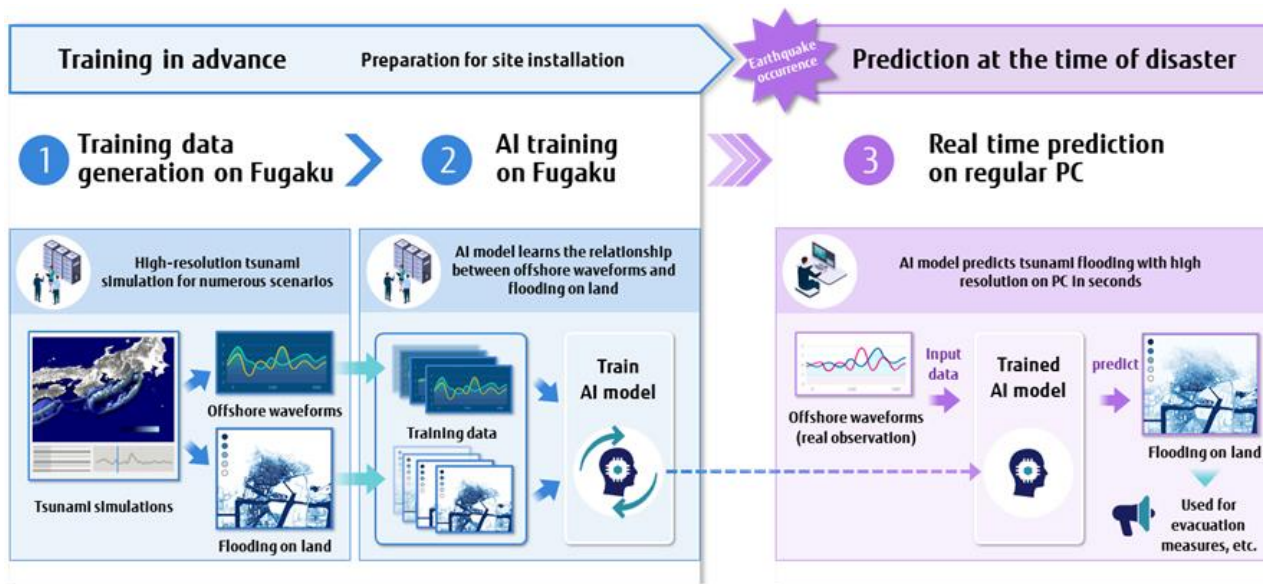 Training in advance
Preparation for site installation
Earthquake
occurrence
Prediction at the time of disaster
1
Training data
generation on Fugaku
2
AI training
on Fugaku
3
Real time prediction
on regular PC
High-resolution tsunami
simulation for numerous scenarios
Offshore waveforms
Tsunami simulations
Flooding on land
AI model learns the relationship
between offshore waveforms and
flooding on land
Training data
Train
AI model
AI model predicts tsunami flooding with high
resolution on PC in seconds
Offshore waveforms
(real observation)
Input
data
Trained
AI model
predict
Flooding on land
Used for
evacuation
measures, etc.